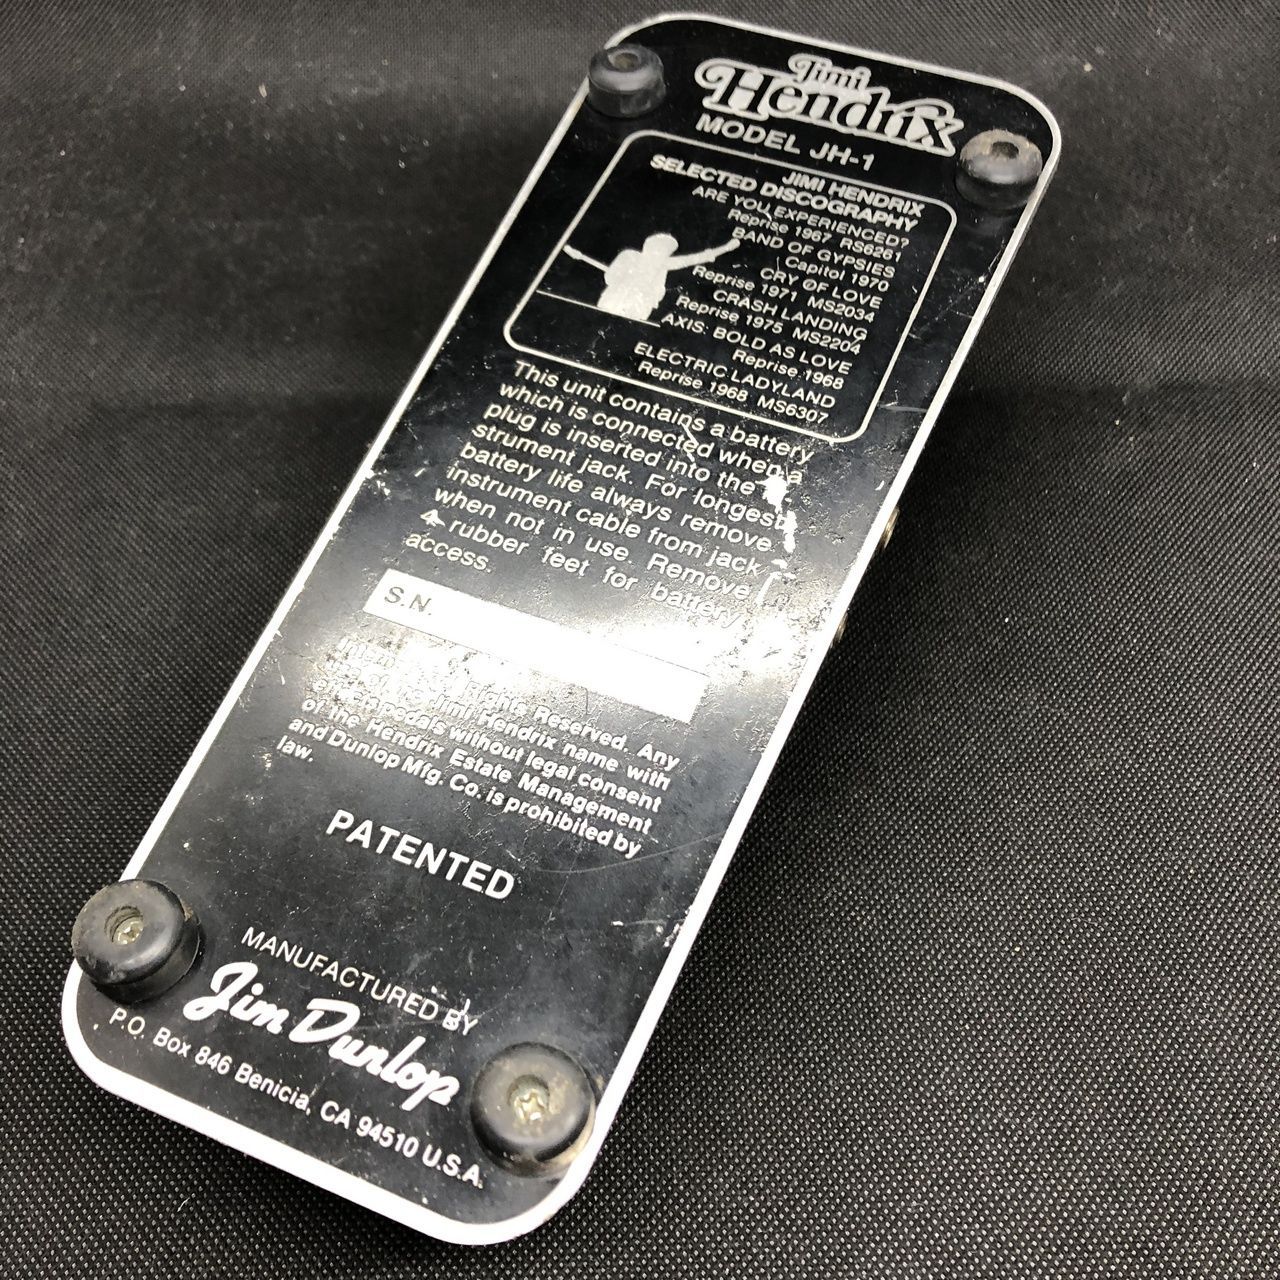 Jimi
Hendrix
MODEL JH-1
JIMI HENDRIX
SELECTED DISCOGRAPHY
ARE YOU EXPERIENCED?
Reprise 1967 RS6261
BAND OF GYPSIES
Capitol 1970
CRY OF LOVE
Reprise 1971 MS2034
CRASH LANDING
Reprise 1975 MS2204
AXIS: BOLD AS LOVE
Reprise 1968
ELECTRIC LADYLAND
Reprise 1968 MS6307
This unit contains a battery
which is connected when a
plug is inserted into the
strument jack. For longest
battery life always remove
instrument cable from jack
when not in use. Remove
4 rubber feet for battery
access.
S.N.
Rights Reserved. Any
use of the Jimi Hendrix name with
pedals without legal consent
of the Hendrix Estate Management
and Dunlop Mfg. Co. is prohibited by
law.
PATENTED
MANUFACTURED BY
Jim Dunlop
P.O. Box 846 Benicia, CA 94510 U.S.A.